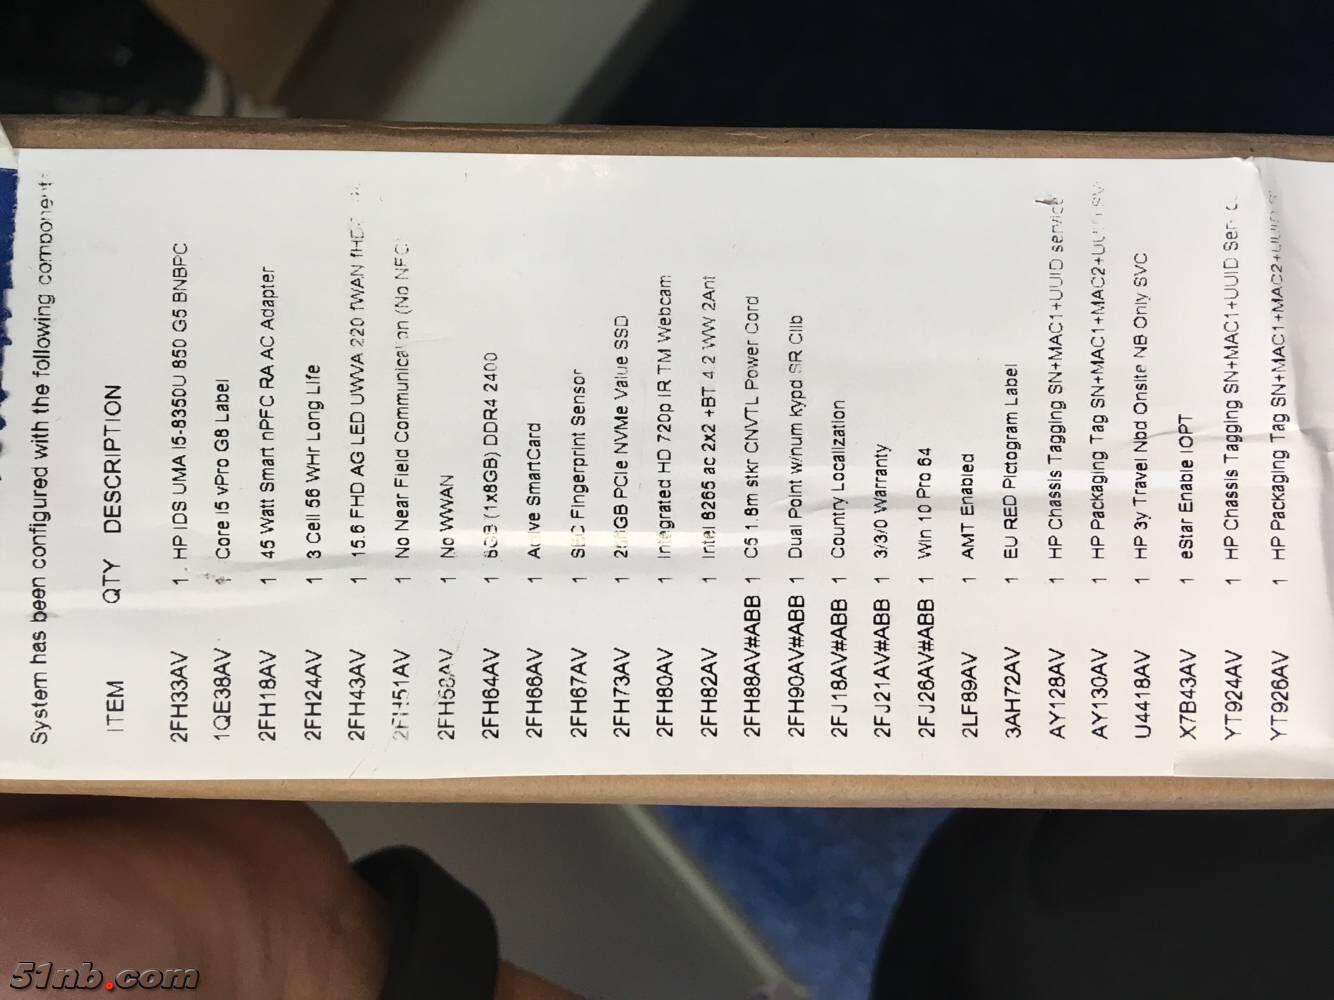 System has been configured with the following component
ITEM QTY DESCRIPTION
2FH33AV 1 HP IDS UMA i5-8350U 850 G5 BNBPC
1QE38AV 1 Core i5 vPro G8 Label
2FH18AV 1 45 Watt Smart nPFC RA AC Adapter
2FH24AV 1 3 Cell 56 WHr Long Life
2FH43AV 1 15.6 FHD AG LED UWVA 220 fWAN fHD
2FH51AV 1 No Near Field Communication (No NFC)
2FH58AV 1 No WWAN
2FH64AV 1 8GB (1x8GB) DDR4 2400
2FH66AV 1 Active SmartCard
2FH67AV 1 SEC Fingerprint Sensor
2FH73AV 1 256GB PCIe NVMe Value SSD
2FH80AV 1 Integrated HD 720p IR TM Webcam
2FH82AV 1 Intel 8265 ac 2x2 +BT 4.2 WW 2Ant
2FH88AV#ABB 1 C5 1.8m stkr CNVTL Power Cord
2FH90AV#ABB 1 Dual Point w/num kypd SR Cllb
2FJ18AV#ABB 1 Country Localization
2FJ21AV#ABB 1 3/3/0 Warranty
2FJ26AV#ABB 1 Win 10 Pro 64
2LF89AV 1 AMT Enabled
3AH72AV 1 EU RED Pictogram Label
AY128AV 1 HP Chassis Tagging SN+MAC1+UUID service
AY130AV 1 HP Packaging Tag SN+MAC1+MAC2+UUID SV
U4418AV 1 HP 3y Travel Nbd Onsite NB Only SVC
X7B43AV 1 eStar Enable IOPT
YT924AV 1 HP Chassis Tagging SN+MAC1+UUID Ser
YT926AV 1 HP Packaging Tag SN+MAC1+MAC2+UUID
51nb.com